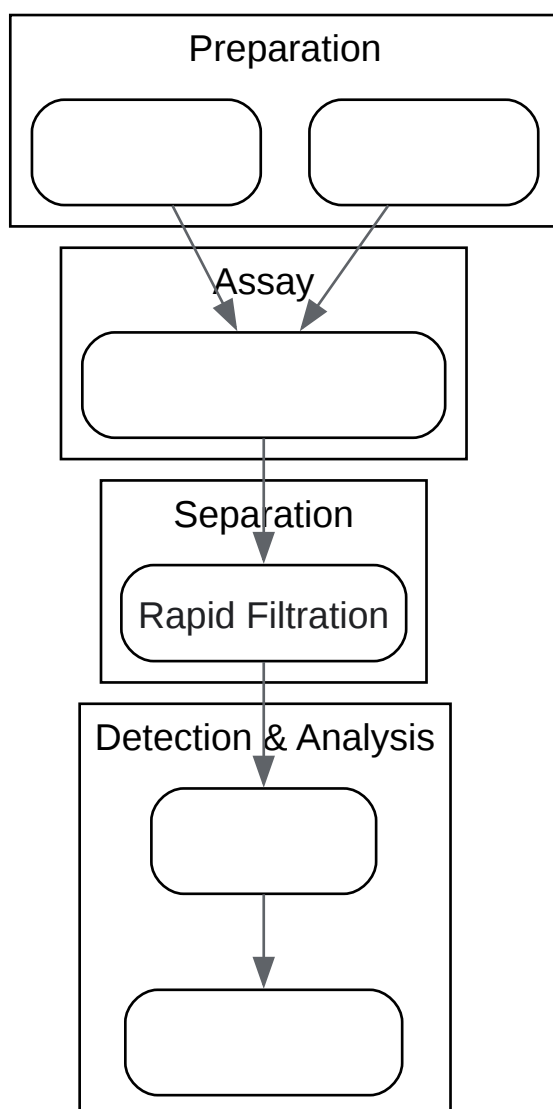 Preparation
Assay
Separation
Rapid Filtration
Detection & Analysis